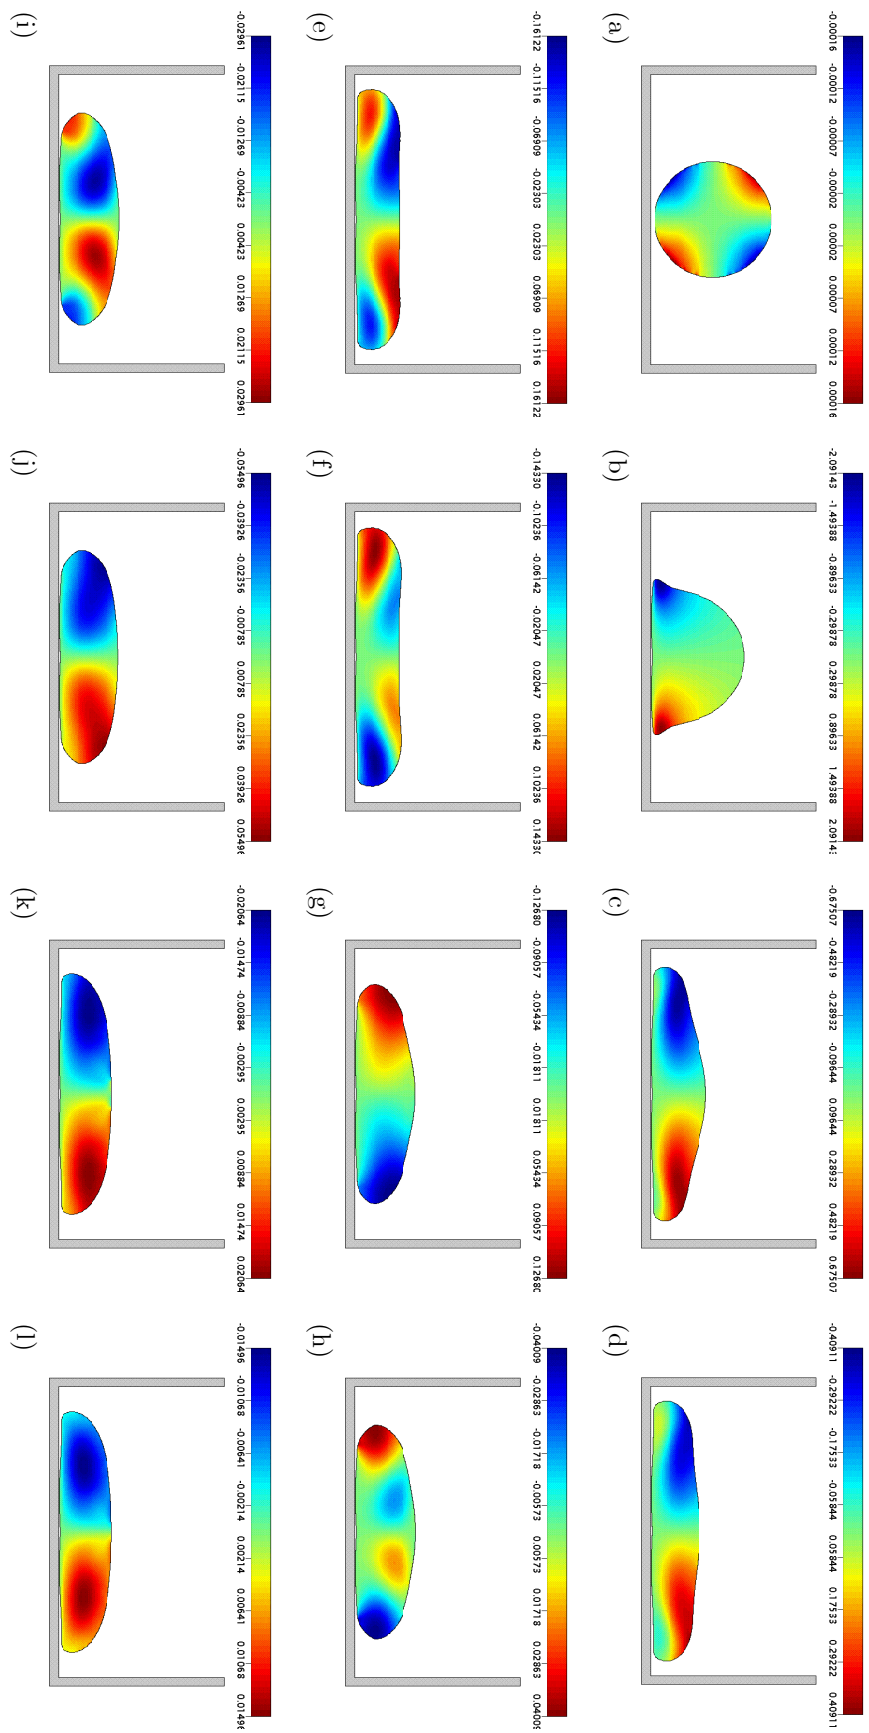 -0.00016 -0.00012 -0.00007 -0.00002 0.00002 0.00007 0.00012 0.00016
(a)
-2.09143 -1.49388 -0.89633 -0.29878 0.29878 0.89633 1.49388 2.0914
(b)
-0.67507 -0.48219 -0.28932 -0.09644 0.09644 0.28932 0.48219 0.67507
(c)
-0.40911 -0.29222 -0.17533 -0.05844 0.05844 0.17533 0.29222 0.40911
(d)
-0.16122 -0.11516 -0.06909 -0.02303 0.02303 0.06909 0.11516 0.16122
(e)
-0.14330 -0.10236 -0.06142 -0.02047 0.02047 0.06142 0.10236 0.1433
(f)
-0.12680 -0.09057 -0.05434 -0.01811 0.01811 0.05434 0.09057 0.1268
(g)
-0.04009 -0.02863 -0.01718 -0.00573 0.00573 0.01718 0.02863 0.04009
(h)
-0.02961 -0.02115 -0.01269 -0.00423 0.00423 0.01269 0.02115 0.02961
(i)
-0.05496 -0.03926 -0.02356 -0.00785 0.00785 0.02356 0.03926 0.05496
(j)
-0.02064 -0.01474 -0.00884 -0.00295 0.00295 0.00884 0.01474 0.02064
(k)
-0.01496 -0.01068 -0.00641 -0.00214 0.00214 0.00641 0.01068 0.01496
(l)